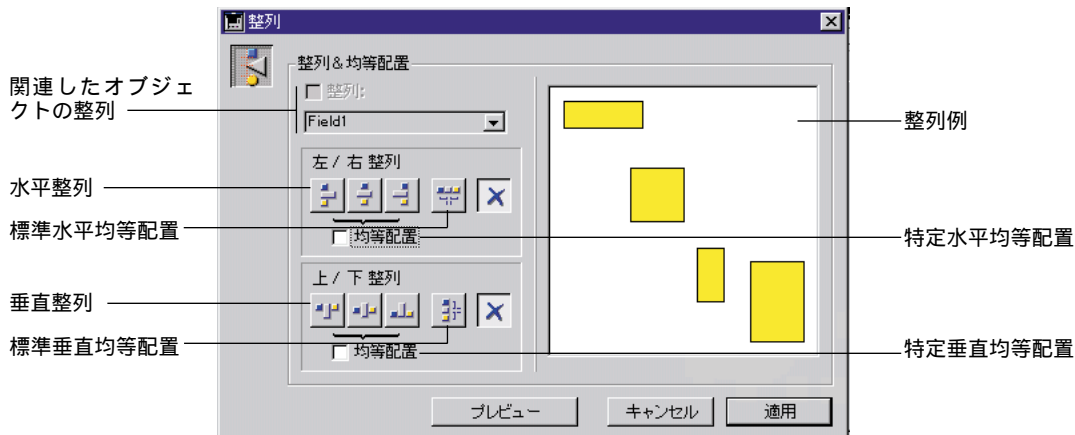 整列
整列&均等配置
関連したオブジェ
クトの整列
整列:
Field1
整列例
左 / 右 整列
水平整列
標準水平均等配置
均等配置
特定水平均等配置
上 / 下 整列
垂直整列
標準垂直均等配置
均等配置
特定垂直均等配置
プレビュー
キャンセル
適用